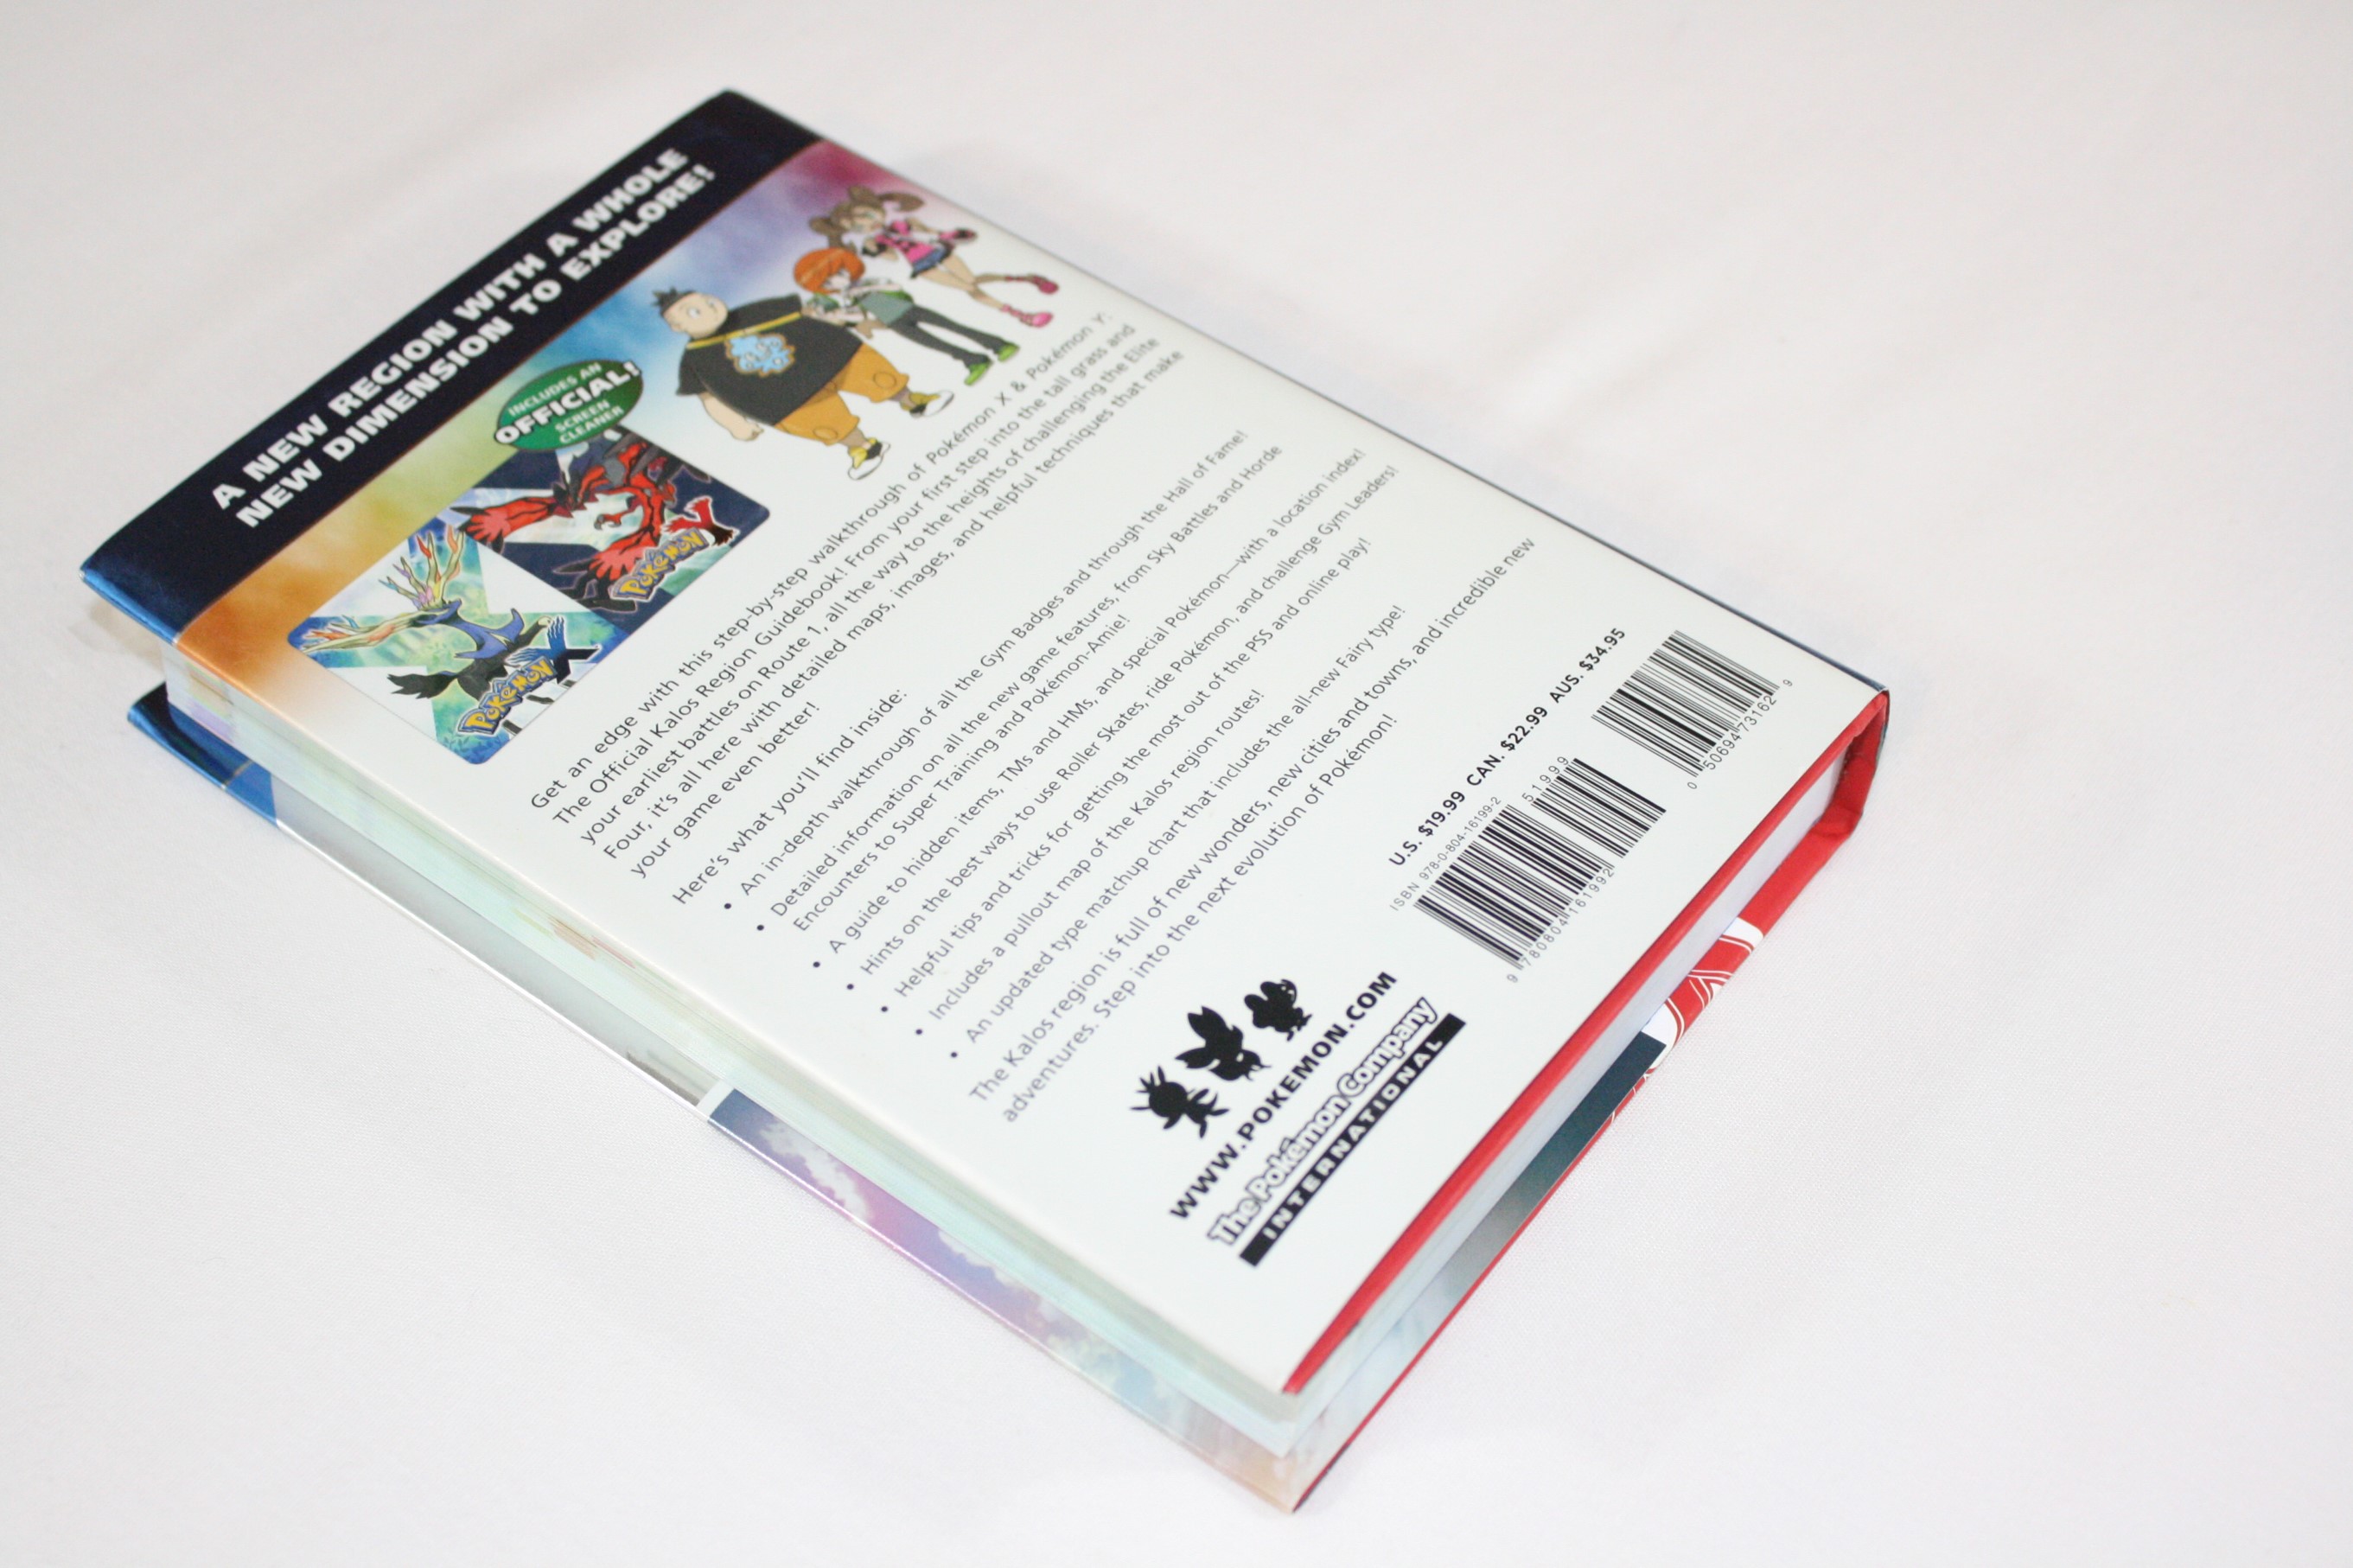 A NEW REGION WITH A WHOLE
NEW DIMENSION TO EXPLORE!
INCLUDES AN
OFFICIAL!
SCREEN
CLEANER
Pokémon X
Pokémon Y
Get an edge with this step-by-step walkthrough of Pokémon X & Pokémon Y:
The Official Kalos Region Guidebook! From your first step into the tall grass and
your earliest battles on Route 1, all the way to the heights of challenging the Elite
Four, it's all here with detailed maps, images, and helpful techniques that make
your game even better!
Here's what you'll find inside:
• An in-depth walkthrough of all the Gym Badges and through the Hall of Fame!
• Detailed information on all the new game features, from Sky Battles and Horde
Encounters to Super Training and Pokémon-Amie!
• A guide to hidden items, TMs and HMs, and special Pokémon—with a location index!
• Hints on the best ways to use Roller Skates, ride Pokémon, and challenge Gym Leaders!
• Helpful tips and tricks for getting the most out of the PSS and online play!
• Includes a pullout map of the Kalos region routes!
• An updated type matchup chart that includes the all-new Fairy type!
The Kalos region is full of new wonders, new cities and towns, and incredible new
adventures. Step into the next evolution of Pokémon!
WWW.POKEMON.COM
The Pokémon Company
INTERNATIONAL
U.S. $19.99 CAN. $22.99 AUS. $34.95
ISBN 978-0-804-16199-2
51999
9 780804 161992
0 50694 73162 9